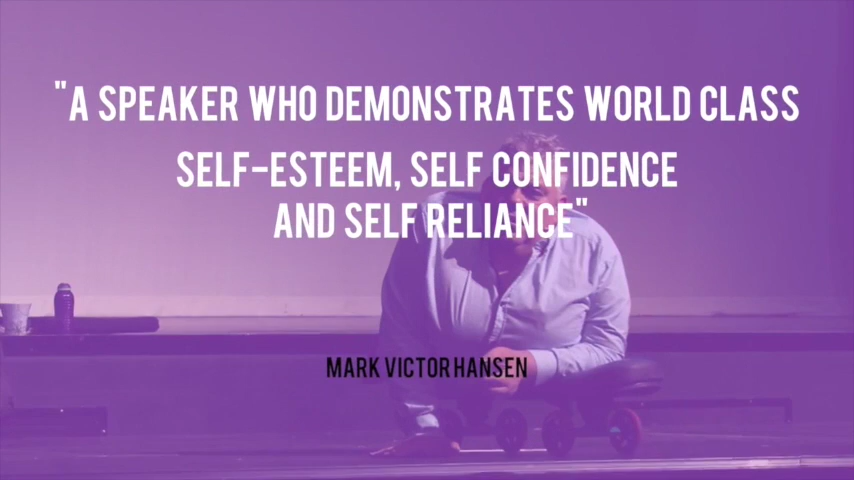 "A SPEAKER WHO DEMONSTRATES WORLD CLASS
SELF-ESTEEM, SELF CONFIDENCE
AND SELF RELIANCE"
MARK VICTOR HANSEN